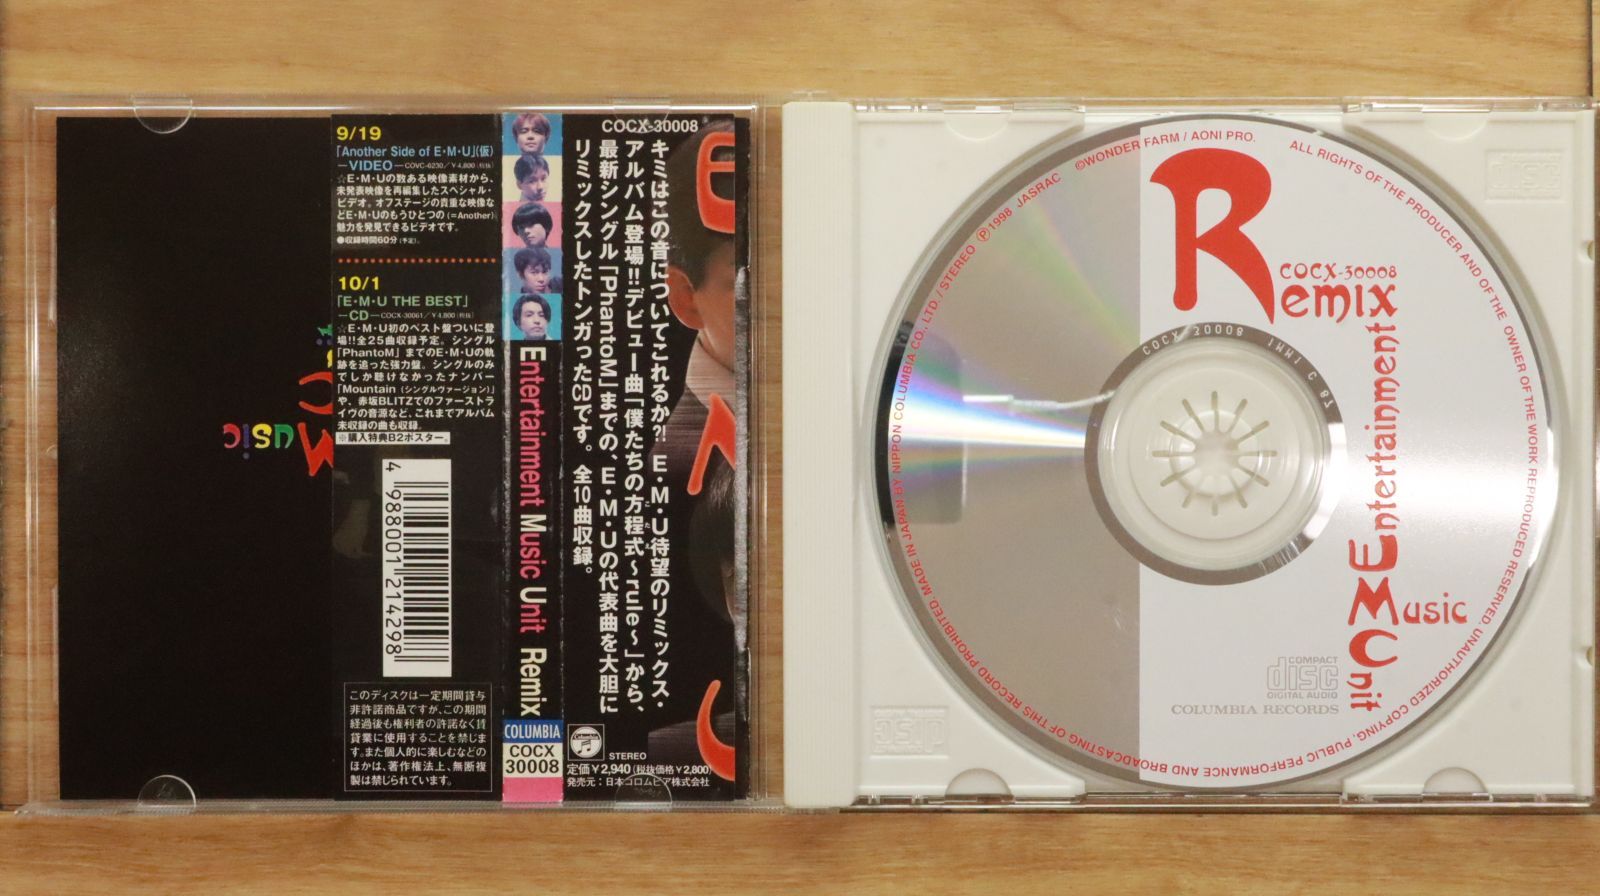 9/19
「Another Side of E・M・U」(仮)
—VIDEO—COVC-6230/¥4,800(税抜)
☆E・M・Uの数ある映像素材から、
未発表映像を再編集したスペシャル・
ビデオ。オフステージの貴重な映像な
どE・M・Uのもうひとつの(=Another)
魅力を発見できるビデオです。
●収録時間60分(予定)。
10/1
「E・M・U THE BEST」
—CD—COCX-30061/¥4,800(税抜)
☆E・M・U初のベスト盤ついに登
場!!全25曲収録予定。シングル
「PhantoM」までのE・M・Uの軌
跡を追った強力盤。シングルのみ
でしか聴けなかったナンバー
「Mountain(シングルヴァージョン)」
や、赤坂BLITZでのファーストラ
イヴの音源など、これまでアルバム
未収録の曲も収録。
※購入特典B2ポスター。
4 988001 214298
このディスクは一定期間貸与
非許諾商品ですが、この期間
経過後も権利者の許諾なく賃
貸業に使用することを禁じま
す。また個人的に楽しむなどの
ほかは、著作権法上、無断複
製は禁じられています。
Music
Entertainment Music Unit Remix
COLUMBIA
COCX
30008
COCX-30008
キミはこの音についてこれるか?! E・M・U待望のリミックス・
アルバム登場!!デビュー曲「僕たちの方程式〜rule〜」から、
こたえ
最新シングル「PhantoM」までの、E・M・Uの代表曲を大胆に
リミックスしたトンガったCDです。全10曲収録。
STEREO
定価¥2,940(税抜価格¥2,800)
発売元:日本コロムビア株式会社
E
M
U
Remix
COCX-30008
Entertainment
Music
Unit
COMPACT
disc
DIGITAL AUDIO
COLUMBIA RECORDS
COCX-30008
℗1998 JASRAC ©WONDER FARM / AONI PRO. ALL RIGHTS OF THE PRODUCER AND OF THE OWNER OF THE WORK REPRODUCED RESERVED. UNAUTHORIZED COPYING, PUBLIC PERFORMANCE AND BROADCASTING OF THIS RECORD PROHIBITED. MADE IN JAPAN BY NIPPON COLUMBIA CO., LTD. / STEREO
disc